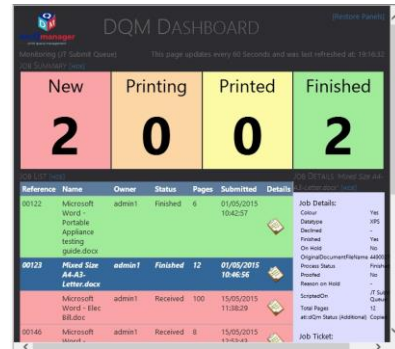 DQM DASHBOARD
[Restore Panels]
Monitoring (JT Submit Queue)
This page updates every 60 Seconds and was last refreshed at: 19:16:32
JOB SUMMARY [HIDE]
New
Printing
Printed
Finished
2
0
0
2
JOB LIST [HIDE]
JOB DETAILS: Mixed Size A4-A3-Letter.docx
Reference Name Owner Status Pages Submitted Details
00122 Microsoft Word - Portable Appliance testing guide.docx admin1 Finished 6 01/05/2015 10:42:57
00123 Mixed Size A4-A3-Letter.docx admin1 Finished 12 01/05/2015 10:46:56
Microsoft Word - Elec Bill.doc admin1 Received 100 15/05/2015 11:38:29
00146 Microsoft Word - admin1 Received 8 15/05/2015
Job Details:
Colour Yes
Datatype XPS
Declined -
Finished Yes
On Hold No
OriginalDocumentFileName
Process Status Finished
Proofed No
Reason on Hold -
ScriptedOn JT Submit Queue
Total Pages 12
Job Ticket: